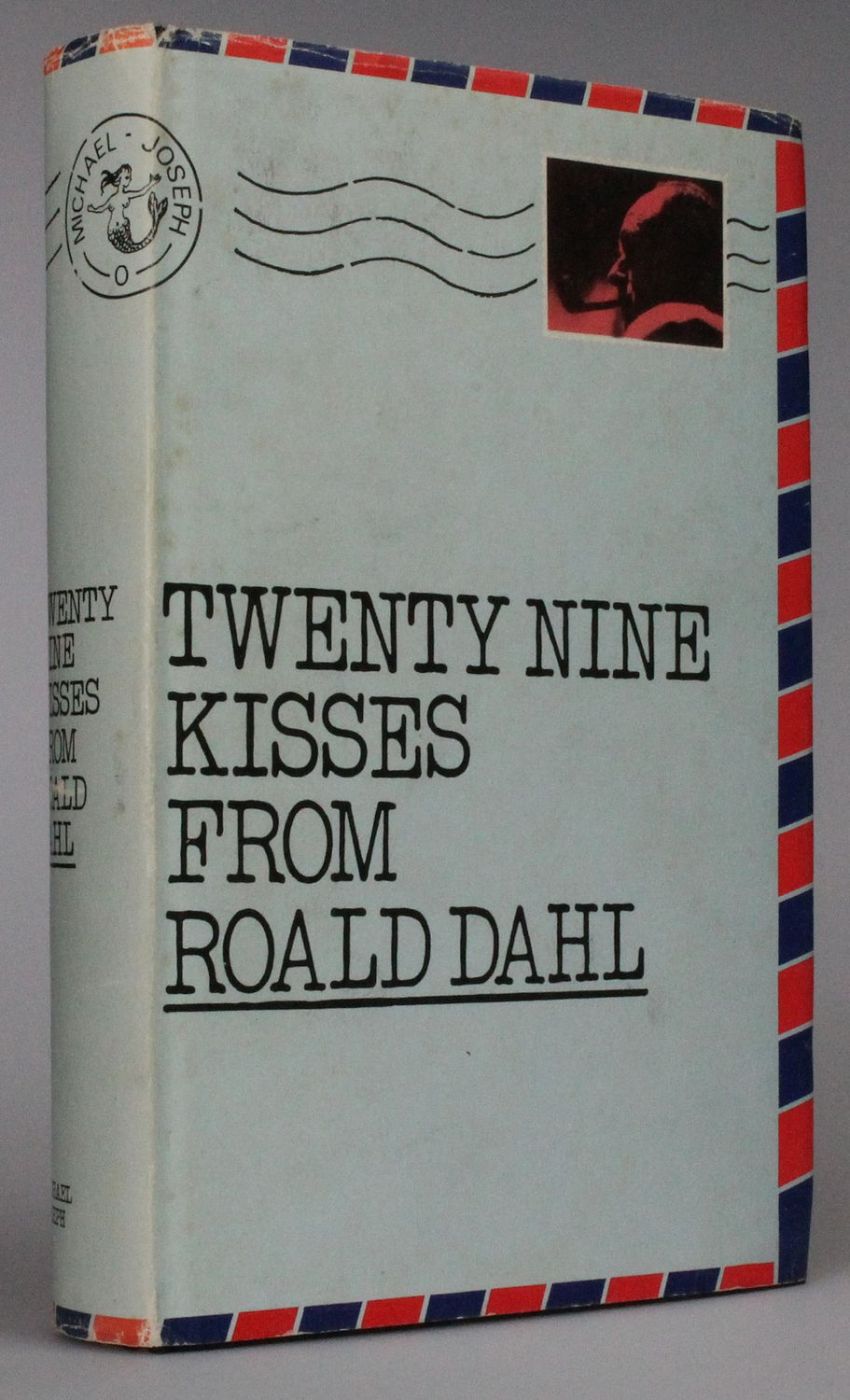 MICHAEL - JOSEPH
O
TWENTY NINE
KISSES
FROM
ROALD DAHL